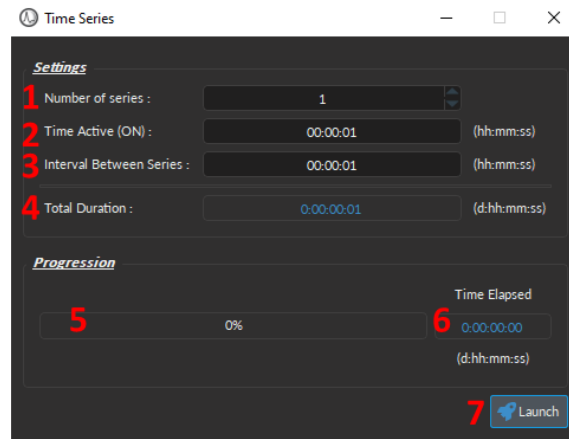 Time Series
Settings
1 Number of series : 1
2 Time Active (ON) : 00:00:01 (hh:mm:ss)
3 Interval Between Series : 00:00:01 (hh:mm:ss)
4 Total Duration : 0:00:00:01 (d:hh:mm:ss)
Progression
Time Elapsed
5 0% 6 0:00:00:00
(d:hh:mm:ss)
7 Launch